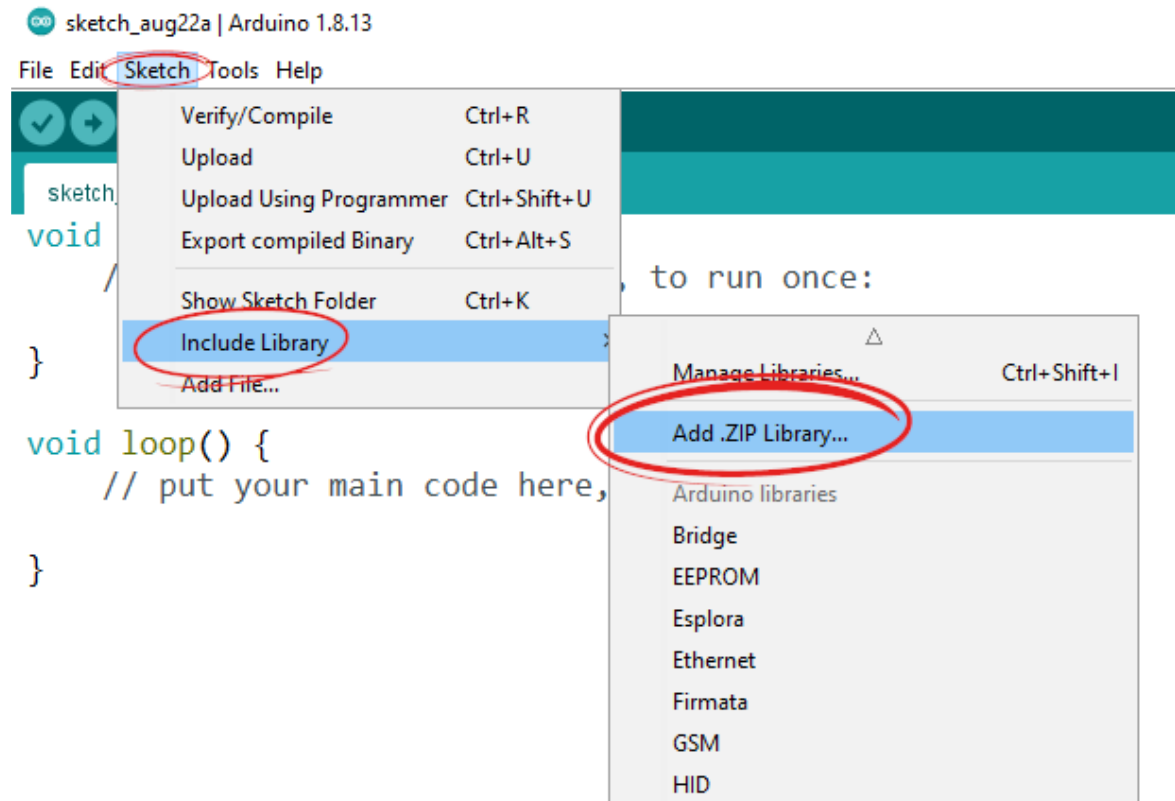 sketch_aug22a | Arduino 1.8.13
File Edit Sketch Tools Help
Verify/Compile Ctrl+R
Upload Ctrl+U
sketch_
Upload Using Programmer Ctrl+Shift+U
void
Export compiled Binary Ctrl+Alt+S
/ , to run once:
Show Sketch Folder Ctrl+K
Include Library
}
Add File...
Manage Libraries... Ctrl+Shift+I
Add .ZIP Library...
void loop() {
// put your main code here,
}
Arduino libraries
Bridge
EEPROM
Esplora
Ethernet
Firmata
GSM
HID